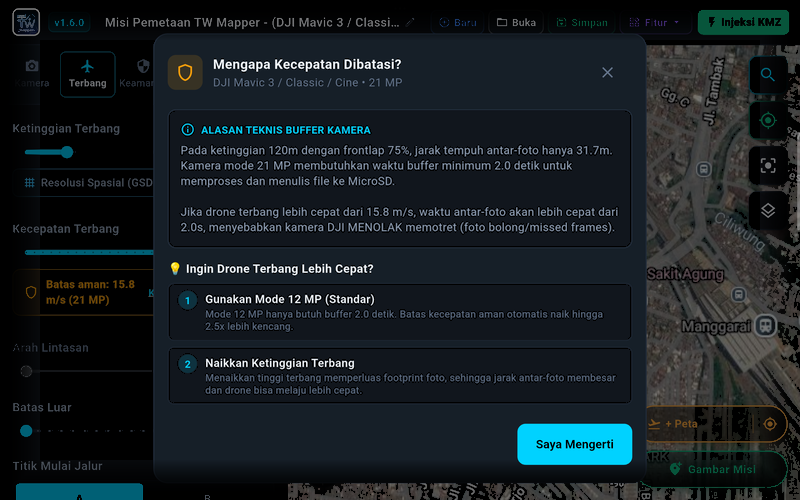 v1.6.0
Misi Pemetaan TW Mapper - (DJI Mavic 3 / Classi...
Baru
Buka
Simpan
Fitur
Injeksi KMZ
Kamera
Terbang
Keaman
Mengapa Kecepatan Dibatasi?
DJI Mavic 3 / Classic / Cine • 21 MP
ALASAN TEKNIS BUFFER KAMERA
Pada ketinggian 120m dengan frontlap 75%, jarak tempuh antar-foto hanya 31.7m.
Kamera mode 21 MP membutuhkan waktu buffer minimum 2.0 detik untuk
memproses dan menulis file ke MicroSD.
Jika drone terbang lebih cepat dari 15.8 m/s, waktu antar-foto akan lebih cepat dari
2.0s, menyebabkan kamera DJI MENOLAK memotret (foto bolong/missed frames).
💡 Ingin Drone Terbang Lebih Cepat?
1 Gunakan Mode 12 MP (Standar)
Mode 12 MP hanya butuh buffer 2.0 detik. Batas kecepatan aman otomatis naik hingga
2.5x lebih kencang.
2 Naikkan Ketinggian Terbang
Menaikkan tinggi terbang memperluas footprint foto, sehingga jarak antar-foto membesar
dan drone bisa melaju lebih cepat.
Saya Mengerti
Ketinggian Terbang
Resolusi Spasial (GSD
Kecepatan Terbang
Batas aman: 15.8
m/s (21 MP)
K
Arah Lintasan
Batas Luar
Titik Mulai Jalur
A
B
Gg. C
Jl. Tambak
Ciliwung
Sakit Agung
Manggarai
+ Peta
Gambar Misi